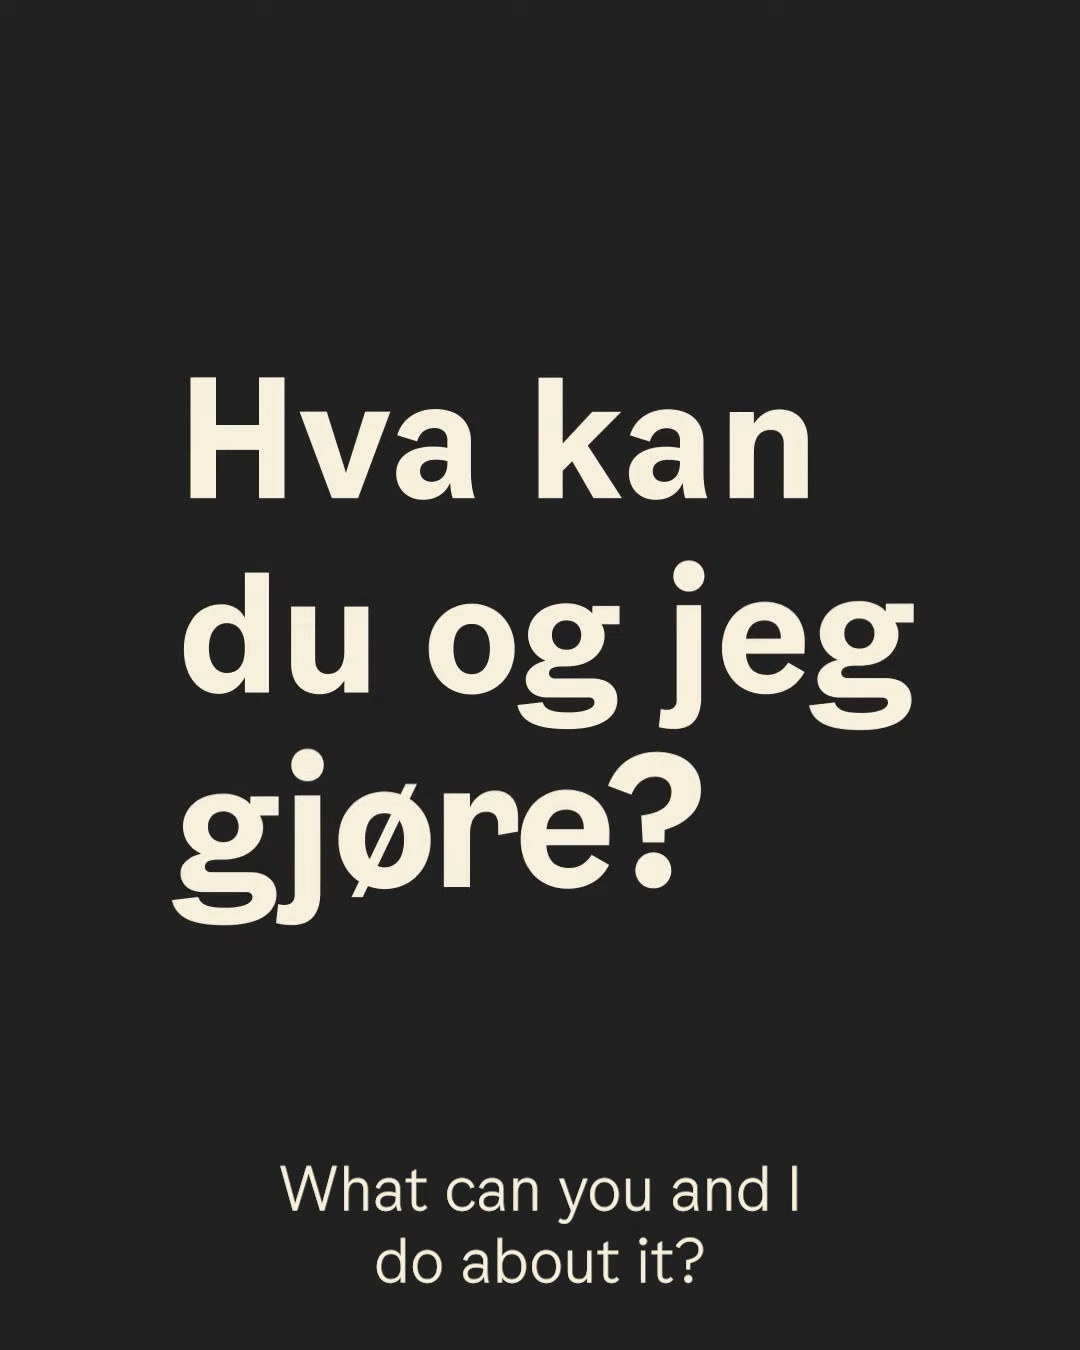 Hva kan
du og jeg
gjøre?
What can you and I
do about it?